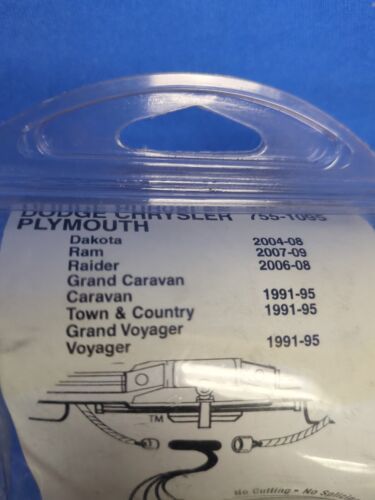 DODGE CHRYSLER 755-1095
PLYMOUTH
Dakota 2004-08
Ram 2007-09
Raider 2006-08
Grand Caravan
Caravan 1991-95
Town & Country 1991-95
Grand Voyager
Voyager 1991-95
TM
No Cutting - No Splicing